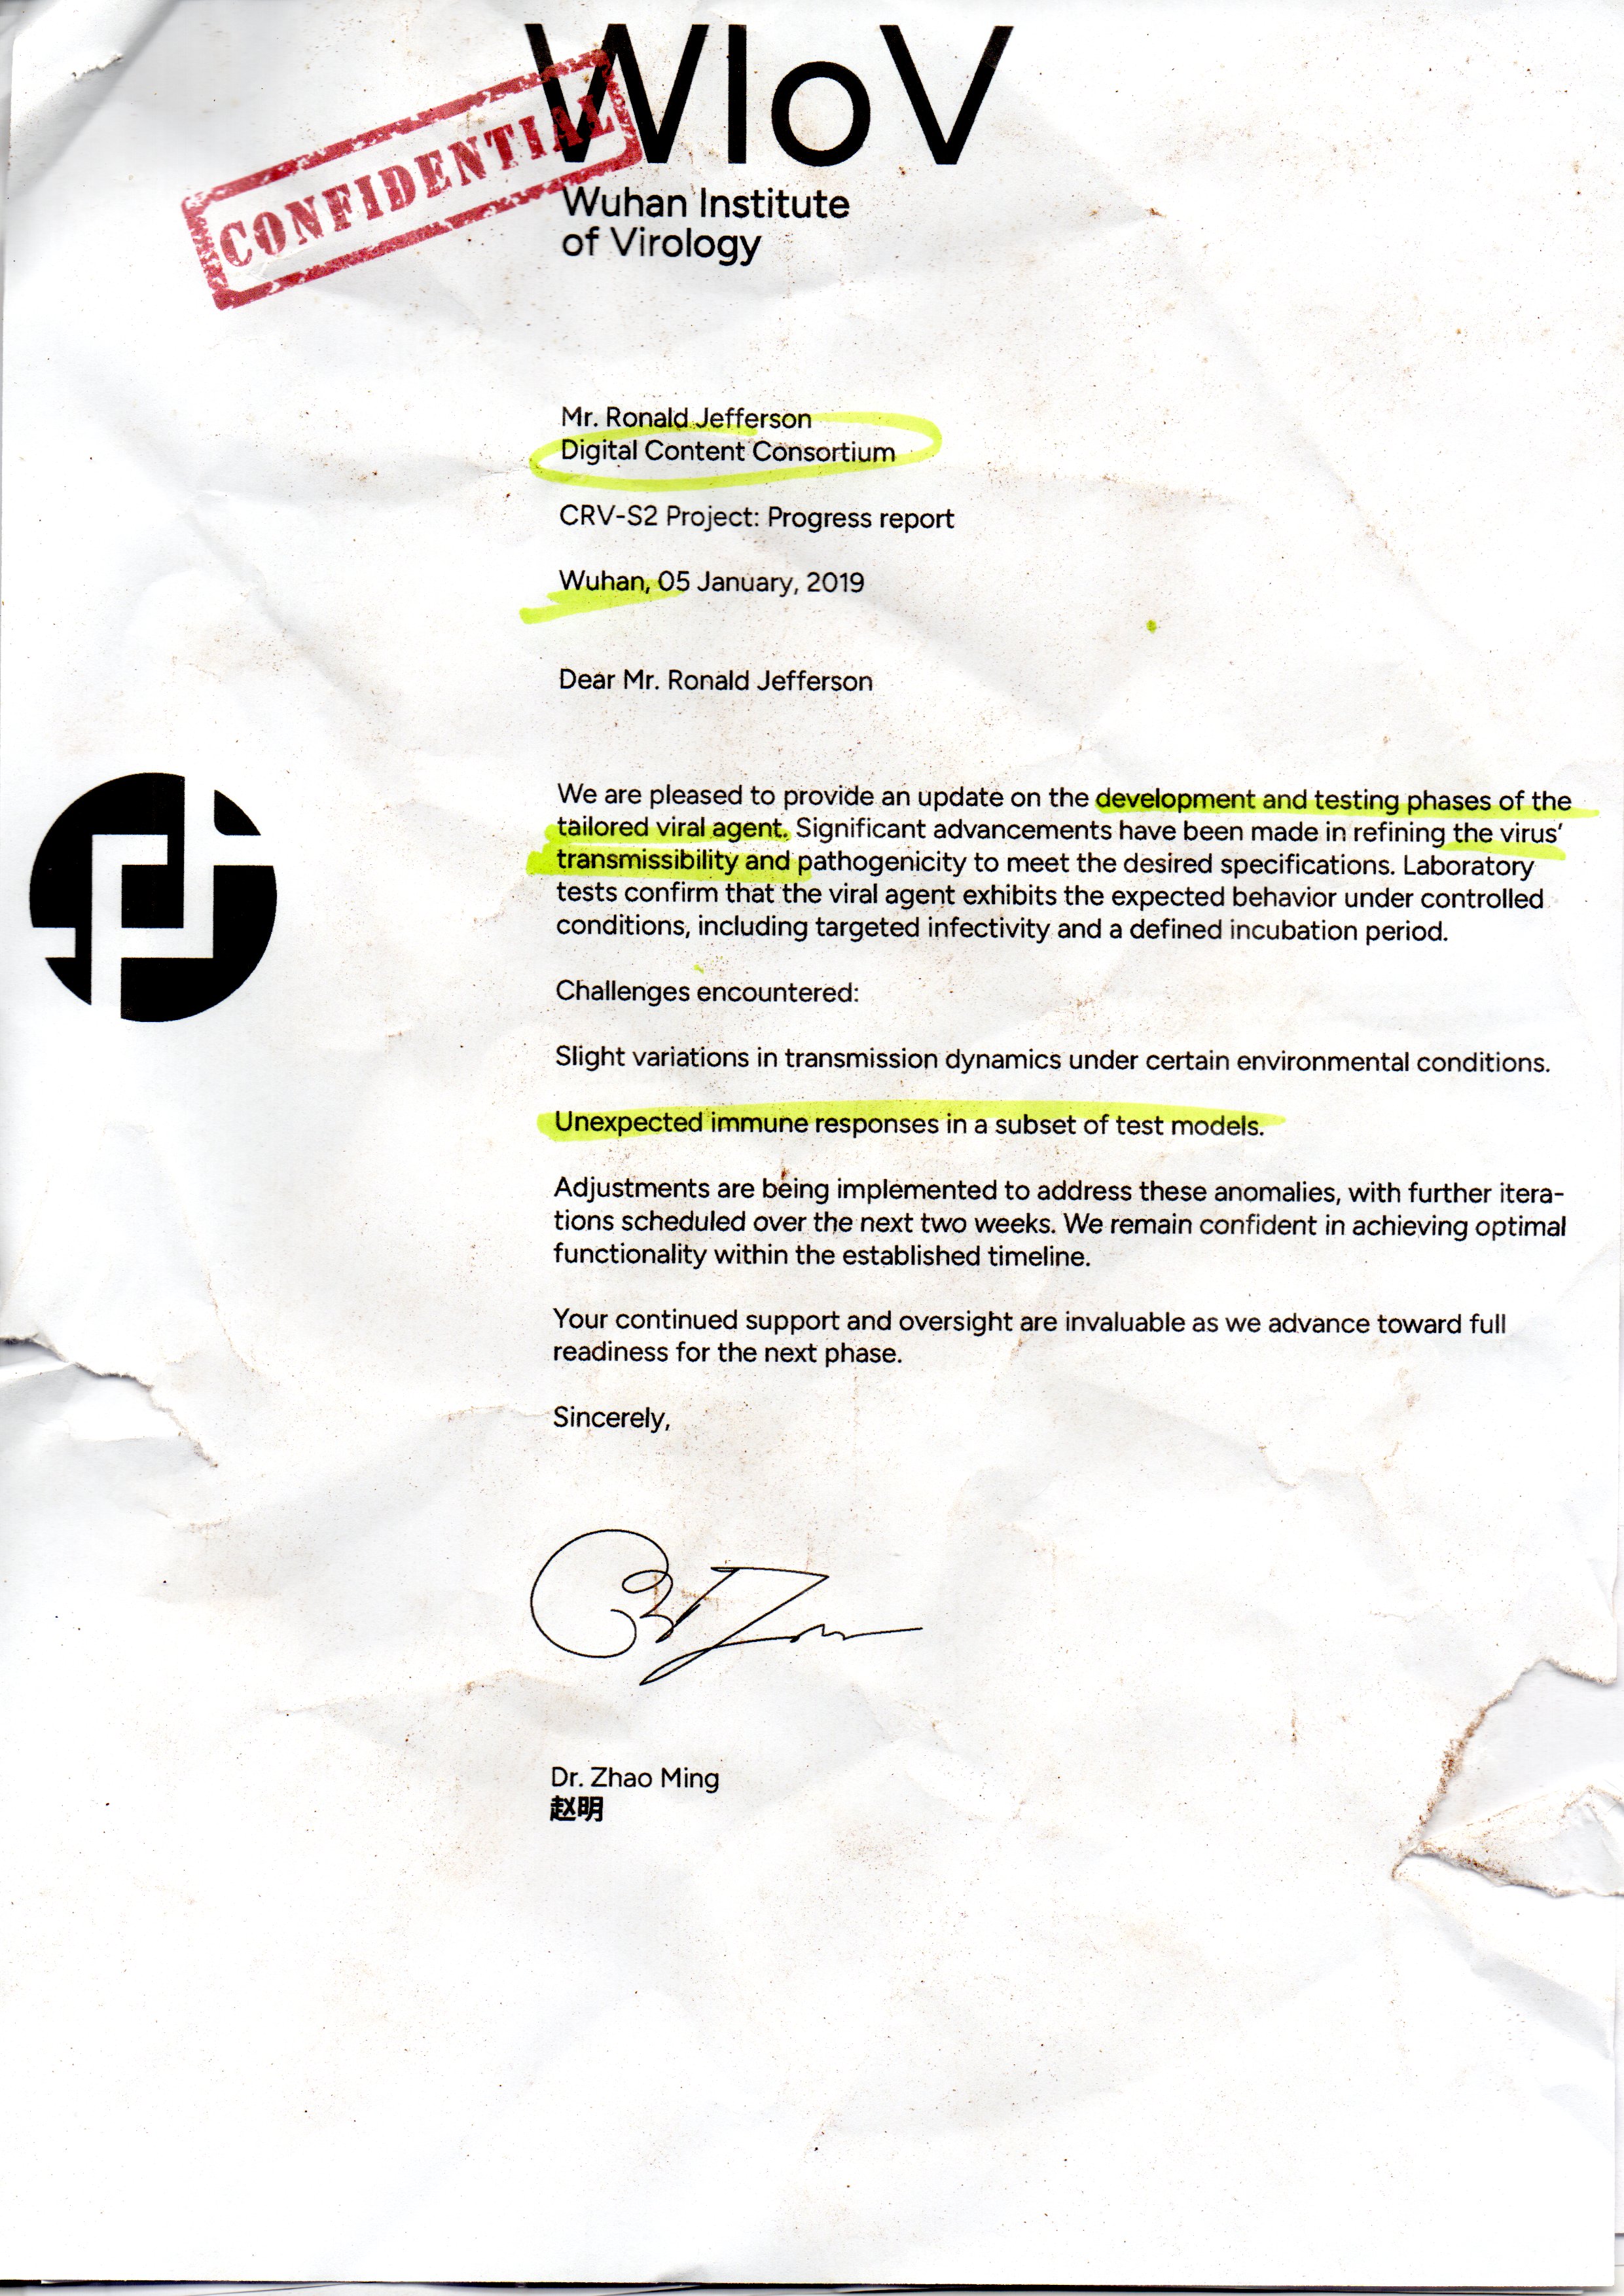 WIoV
CONFIDENTIAL
Wuhan Institute
of Virology
Mr. Ronald Jefferson
Digital Content Consortium
CRV-S2 Project: Progress report
Wuhan, 05 January, 2019
Dear Mr. Ronald Jefferson
We are pleased to provide an update on the development and testing phases of the
tailored viral agent. Significant advancements have been made in refining the virus’
transmissibility and pathogenicity to meet the desired specifications. Laboratory
tests confirm that the viral agent exhibits the expected behavior under controlled
conditions, including targeted infectivity and a defined incubation period.
Challenges encountered:
Slight variations in transmission dynamics under certain environmental conditions.
Unexpected immune responses in a subset of test models.
Adjustments are being implemented to address these anomalies, with further itera-
tions scheduled over the next two weeks. We remain confident in achieving optimal
functionality within the established timeline.
Your continued support and oversight are invaluable as we advance toward full
readiness for the next phase.
Sincerely,
Dr. Zhao Ming
赵明